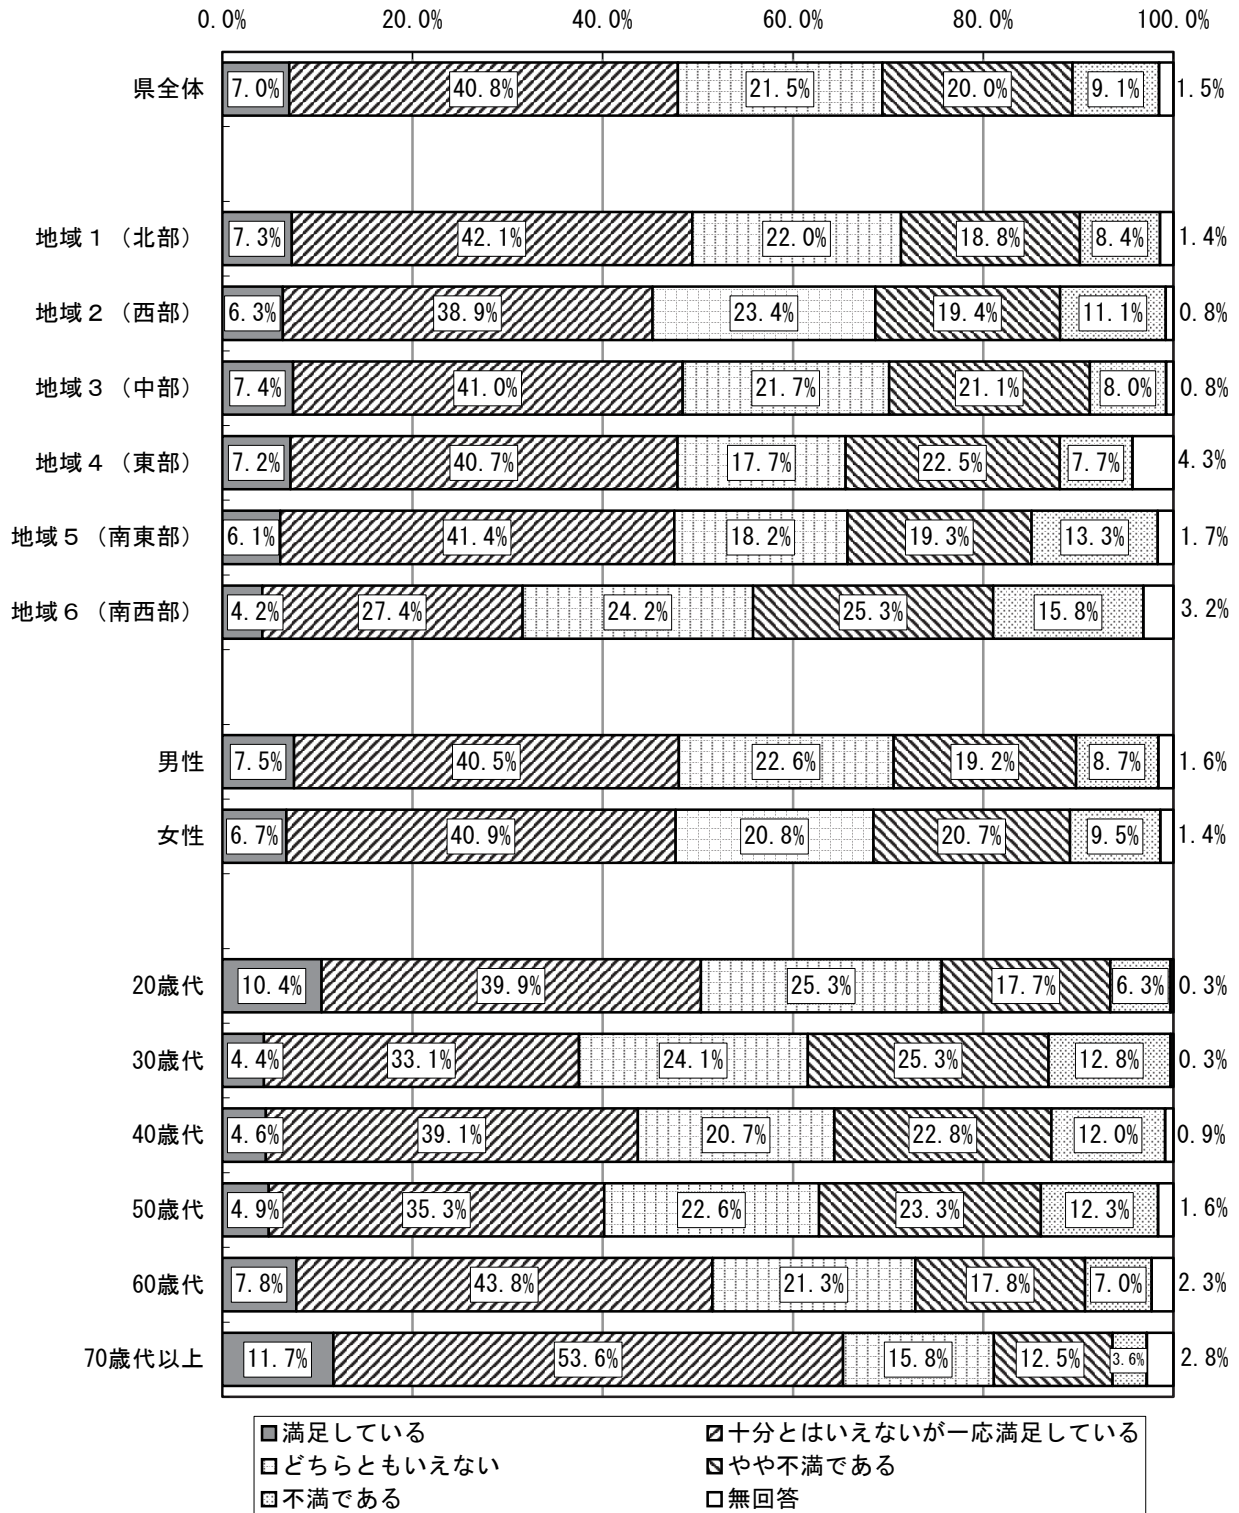 0.0% 20.0% 40.0% 60.0% 80.0% 100.0%
県全体 7.0% 40.8% 21.5% 20.0% 9.1% 1.5%
地域１（北部） 7.3% 42.1% 22.0% 18.8% 8.4% 1.4%
地域２（西部） 6.3% 38.9% 23.4% 19.4% 11.1% 0.8%
地域３（中部） 7.4% 41.0% 21.7% 21.1% 8.0% 0.8%
地域４（東部） 7.2% 40.7% 17.7% 22.5% 7.7% 4.3%
地域５（南東部） 6.1% 41.4% 18.2% 19.3% 13.3% 1.7%
地域６（南西部） 4.2% 27.4% 24.2% 25.3% 15.8% 3.2%
男性 7.5% 40.5% 22.6% 19.2% 8.7% 1.6%
女性 6.7% 40.9% 20.8% 20.7% 9.5% 1.4%
20歳代 10.4% 39.9% 25.3% 17.7% 6.3% 0.3%
30歳代 4.4% 33.1% 24.1% 25.3% 12.8% 0.3%
40歳代 4.6% 39.1% 20.7% 22.8% 12.0% 0.9%
50歳代 4.9% 35.3% 22.6% 23.3% 12.3% 1.6%
60歳代 7.8% 43.8% 21.3% 17.8% 7.0% 2.3%
70歳代以上 11.7% 53.6% 15.8% 12.5% 3.6% 2.8%
満足している 十分とはいえないが一応満足している
どちらともいえない やや不満である
不満である 無回答